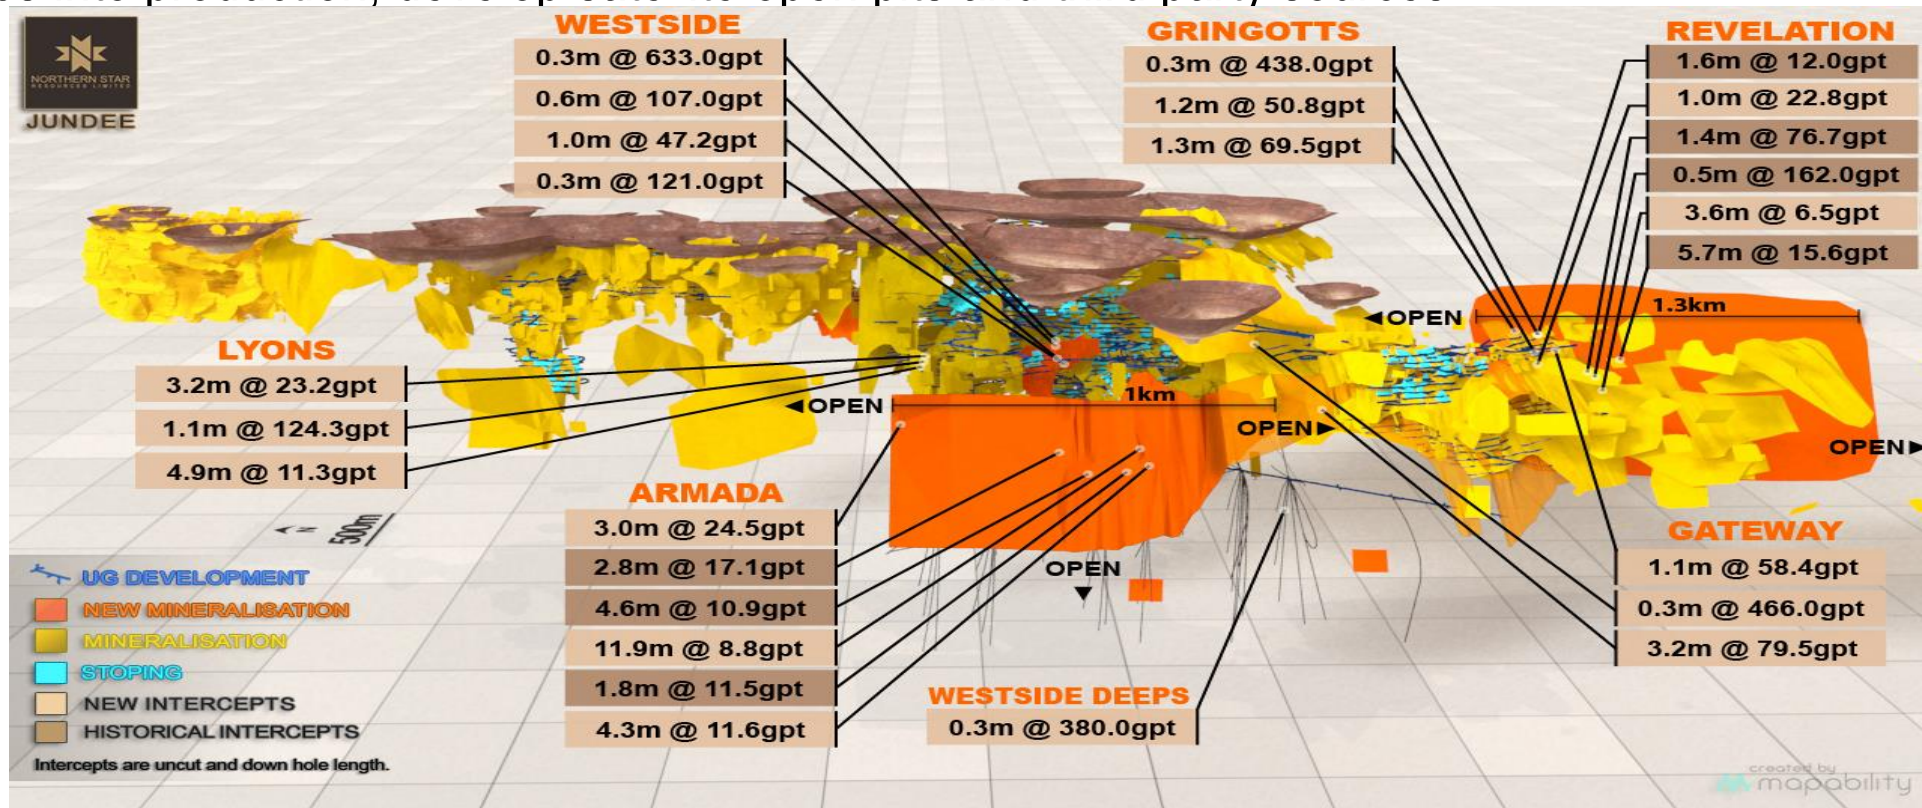 NORTHERN STAR
RESOURCES LIMITED
JUNDEE
WESTSIDE
0.3m @ 633.0gpt
0.6m @ 107.0gpt
1.0m @ 47.2gpt
0.3m @ 121.0gpt
GRINGOTTS
0.3m @ 438.0gpt
1.2m @ 50.8gpt
1.3m @ 69.5gpt
REVELATION
1.6m @ 12.0gpt
1.0m @ 22.8gpt
1.4m @ 76.7gpt
0.5m @ 162.0gpt
3.6m @ 6.5gpt
5.7m @ 15.6gpt
1.3km
OPEN
LYONS
3.2m @ 23.2gpt
1.1m @ 124.3gpt
4.9m @ 11.3gpt
OPEN
1km
OPEN
OPEN
ARMADA
3.0m @ 24.5gpt
2.8m @ 17.1gpt
4.6m @ 10.9gpt
11.9m @ 8.8gpt
1.8m @ 11.5gpt
4.3m @ 11.6gpt
OPEN
WESTSIDE DEEPS
0.3m @ 380.0gpt
GATEWAY
1.1m @ 58.4gpt
0.3m @ 466.0gpt
3.2m @ 79.5gpt
N
500m
UG DEVELOPMENT
NEW MINERALISATION
MINERALISATION
STOPING
NEW INTERCEPTS
HISTORICAL INTERCEPTS
Intercepts are uncut and down hole length.
created by
mapability